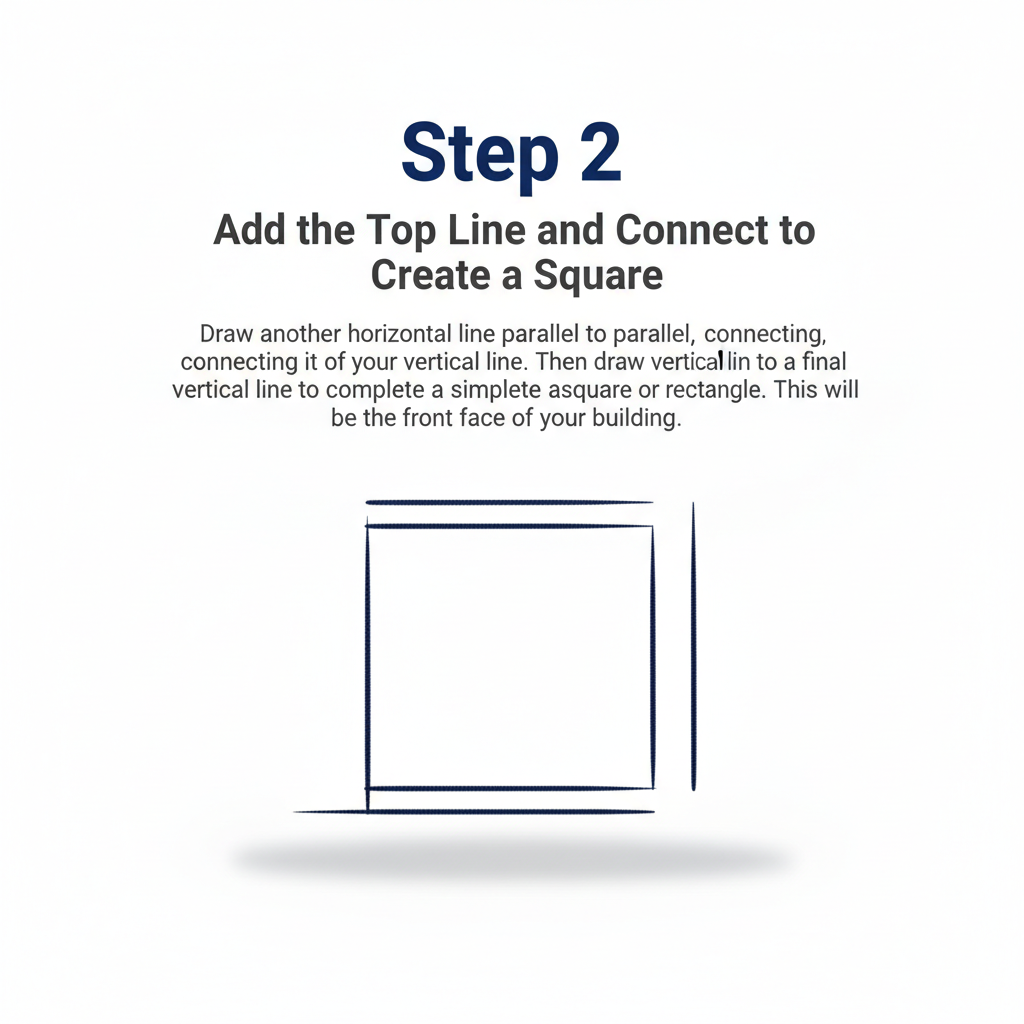 Step 2
Add the Top Line and Connect to
Create a Square
Draw another horizontal line parallel to parallel, connecting,
connecting it of your vertical line. Then draw vertical lin to a final
vertical line to complete a simplete asquare or rectangle. This will
be the front face of your building.